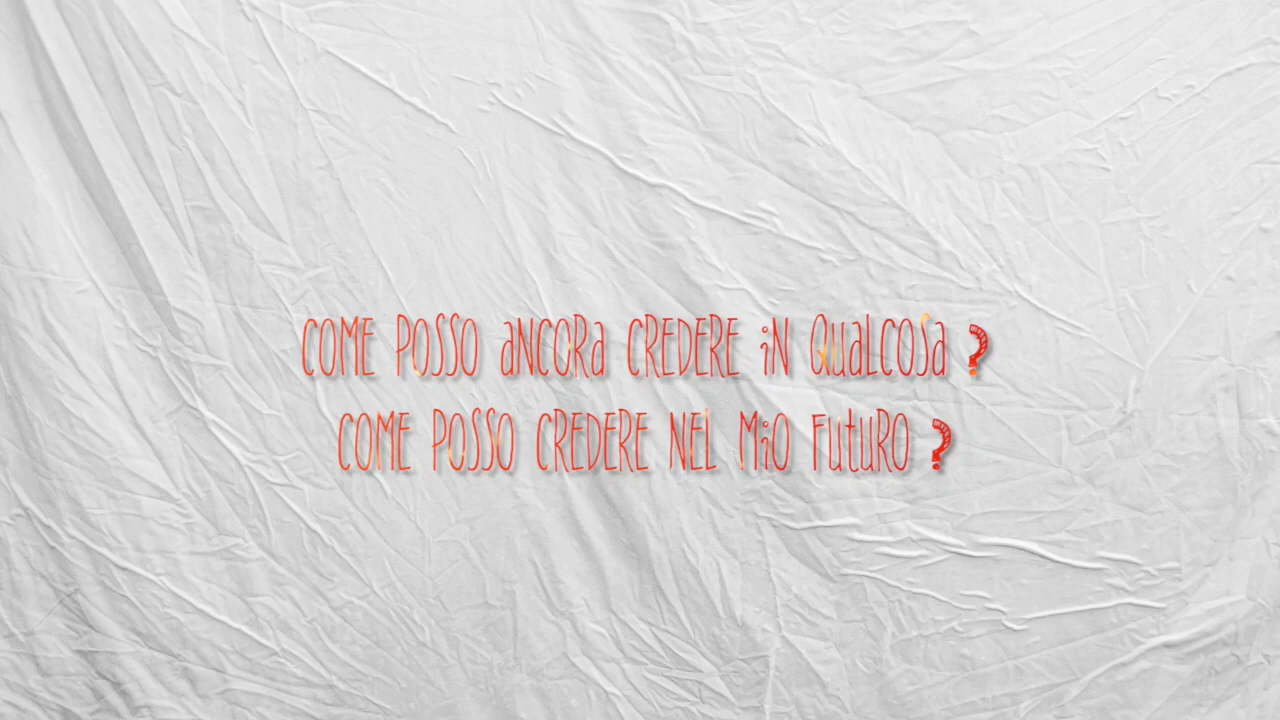 COME POSSO aNCORa CREDERE iN QuaLCOSa ?
COME POSSO CREDERE NEL MiO FutuRO ?